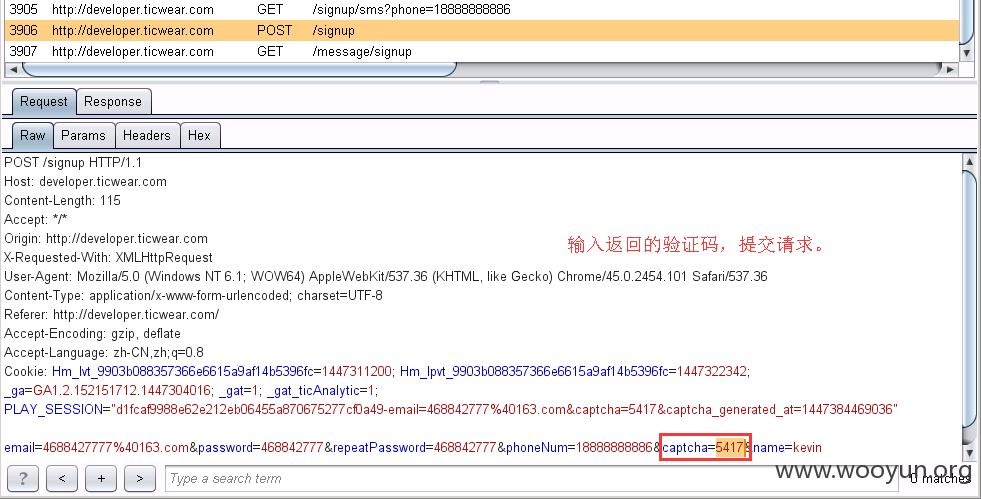 3905 http://developer.ticwear.com GET /signup/sms?phone=18888888886
3906 http://developer.ticwear.com POST /signup
3907 http://developer.ticwear.com GET /message/signup
Request Response
Raw Params Headers Hex
POST /signup HTTP/1.1
Host: developer.ticwear.com
Content-Length: 115
Accept: */*
Origin: http://developer.ticwear.com
输入返回的验证码，提交请求。
X-Requested-With: XMLHttpRequest
User-Agent: Mozilla/5.0 (Windows NT 6.1; WOW64) AppleWebKit/537.36 (KHTML, like Gecko) Chrome/45.0.2454.101 Safari/537.36
Content-Type: application/x-www-form-urlencoded; charset=UTF-8
Referer: http://developer.ticwear.com/
Accept-Encoding: gzip, deflate
Accept-Language: zh-CN,zh;q=0.8
Cookie: Hm_lvt_9903b088357366e6615a9af14b5396fc=1447311200; Hm_lpvt_9903b088357366e6615a9af14b5396fc=1447322342;
_ga=GA1.2.152151712.1447304016; _gat=1; _gat_ticAnalytic=1;
PLAY_SESSION="d1fcaf9988e62e212eb06455a870675277cf0a49-email=468842777%40163.com&captcha=5417&captcha_generated_at=1447384469036"
email=4688427777%40163.com&password=468842777&repeatPassword=468842777&phoneNum=18888888886&captcha=5417&name=kevin
? < + > Type a search term 0 matches
www.wooyun.org